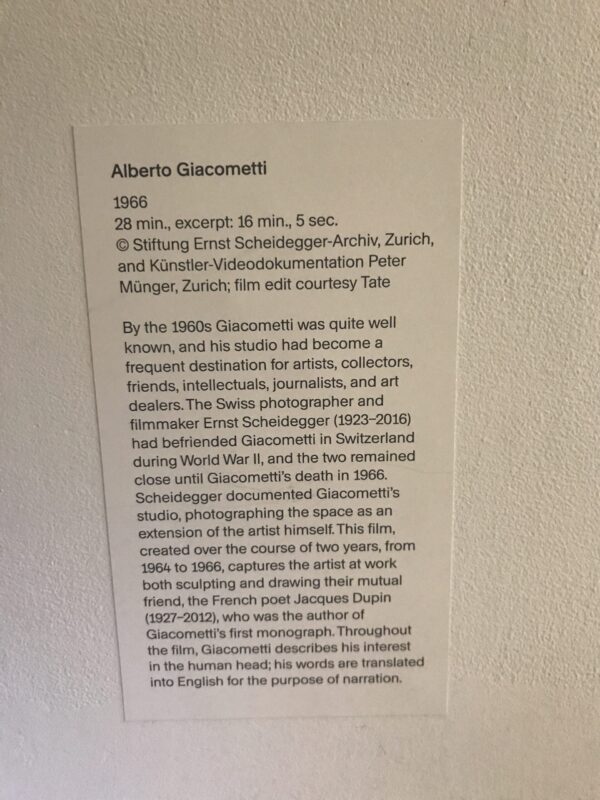 Alberto Giacometti
1966
28 min., excerpt: 16 min., 5 sec.
© Stiftung Ernst Scheidegger-Archiv, Zurich,
and Künstler-Videodokumentation Peter
Münger, Zurich; film edit courtesy Tate
By the 1960s Giacometti was quite well
known, and his studio had become a
frequent destination for artists, collectors,
friends, intellectuals, journalists, and art
dealers. The Swiss photographer and
filmmaker Ernst Scheidegger (1923–2016)
had befriended Giacometti in Switzerland
during World War II, and the two remained
close until Giacometti's death in 1966.
Scheidegger documented Giacometti's
studio, photographing the space as an
extension of the artist himself. This film,
created over the course of two years, from
1964 to 1966, captures the artist at work
both sculpting and drawing their mutual
friend, the French poet Jacques Dupin
(1927–2012), who was the author of
Giacometti's first monograph. Throughout
the film, Giacometti describes his interest
in the human head; his words are translated
into English for the purpose of narration.